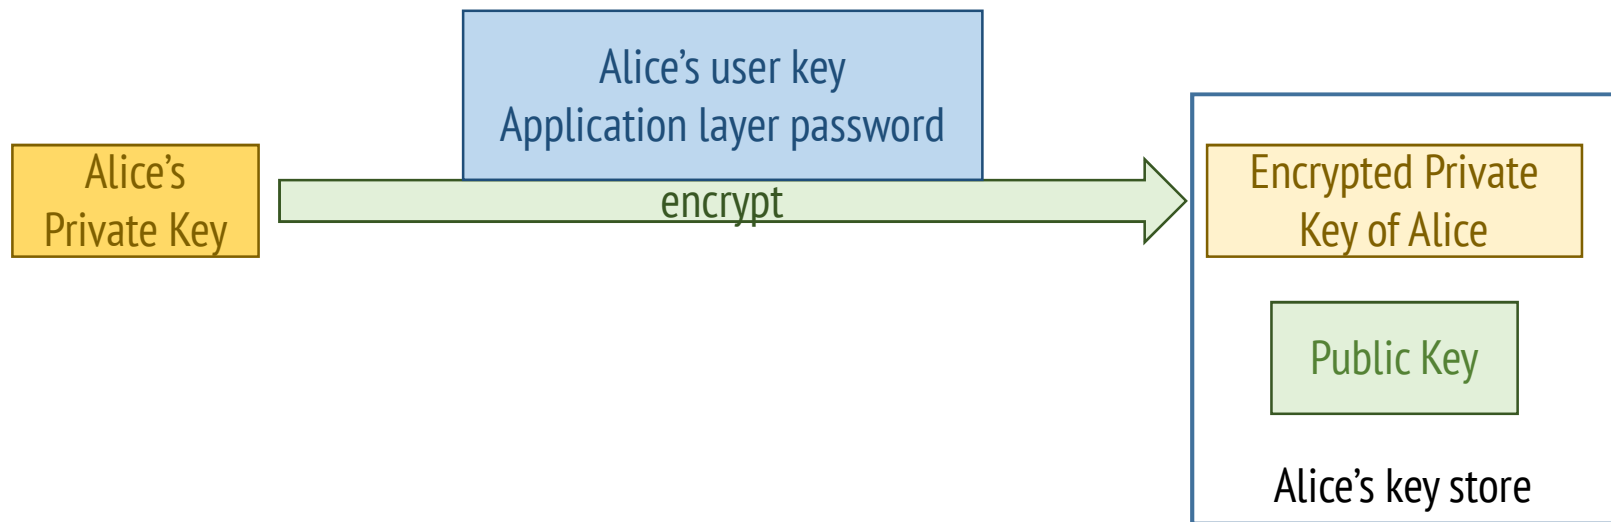 Alice’s user key
Application layer password
Alice’s
Private Key
encrypt
Encrypted Private
Key of Alice
Public Key
Alice’s key store